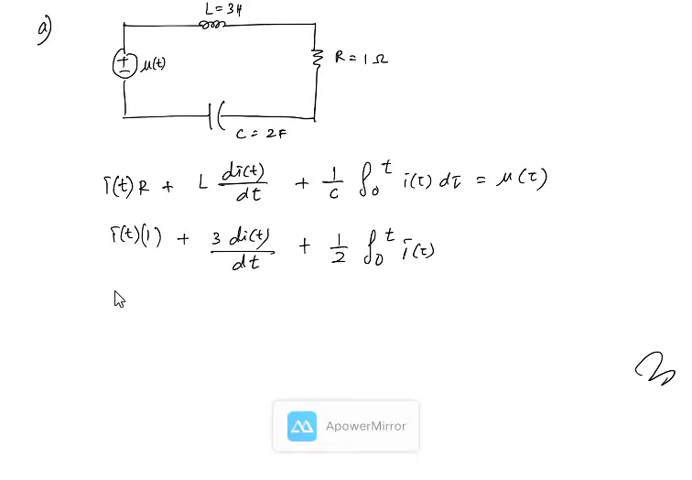 a)
L = 3H
u(t)
R = 1 Ω
C = 2F
i(t) R + L di(t)/dt + 1/C ∫₀ᵗ i(τ) dτ = u(τ)
i(t)(1) + 3 di(t)/dt + 1/2 ∫₀ᵗ i(τ)
ApowerMirror